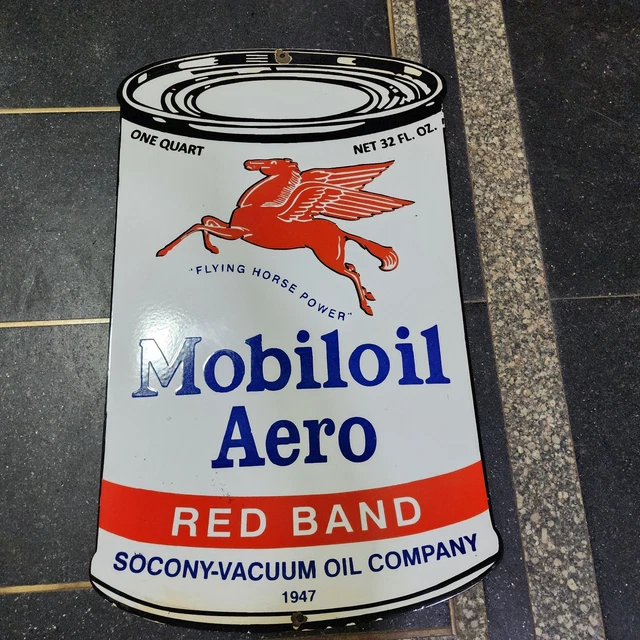 ONE QUART NET 32 FL. OZ.
"FLYING HORSE POWER"
Mobiloil
Aero
RED BAND
SOCONY-VACUUM OIL COMPANY
1947